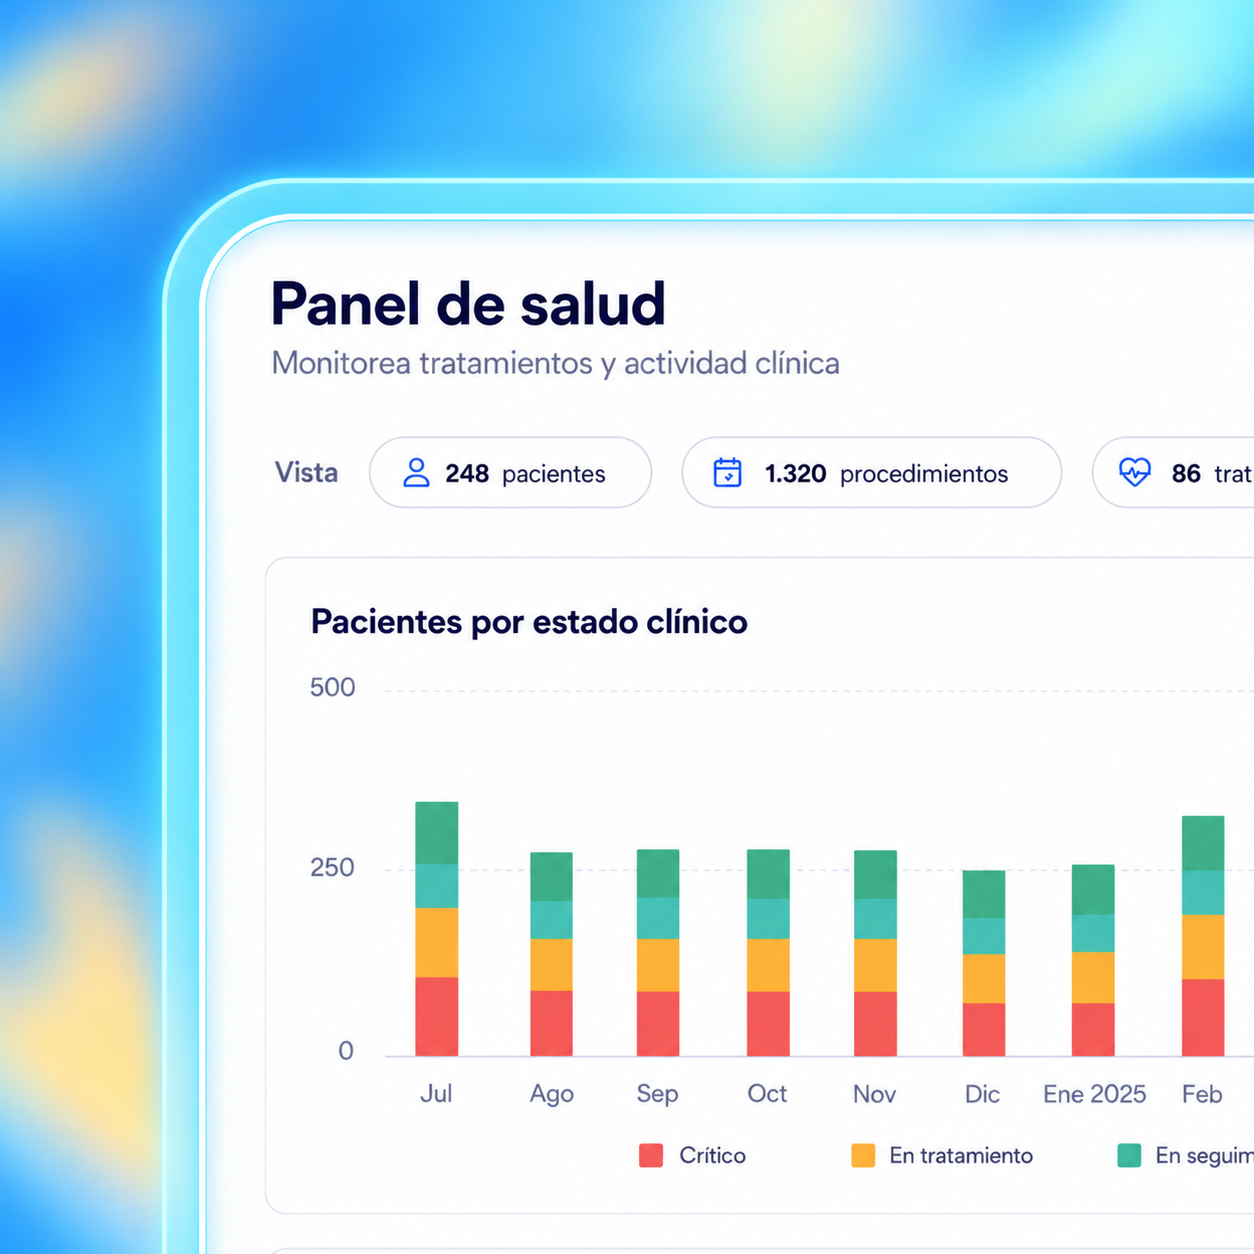 Panel de salud
Monitorea tratamientos y actividad clínica
Vista 248 pacientes 1.320 procedimientos 86
Pacientes por estado clínico
500
250
0
Jul Ago Sep Oct Nov Dic Ene 2025 Feb
Crítico En tratamiento En